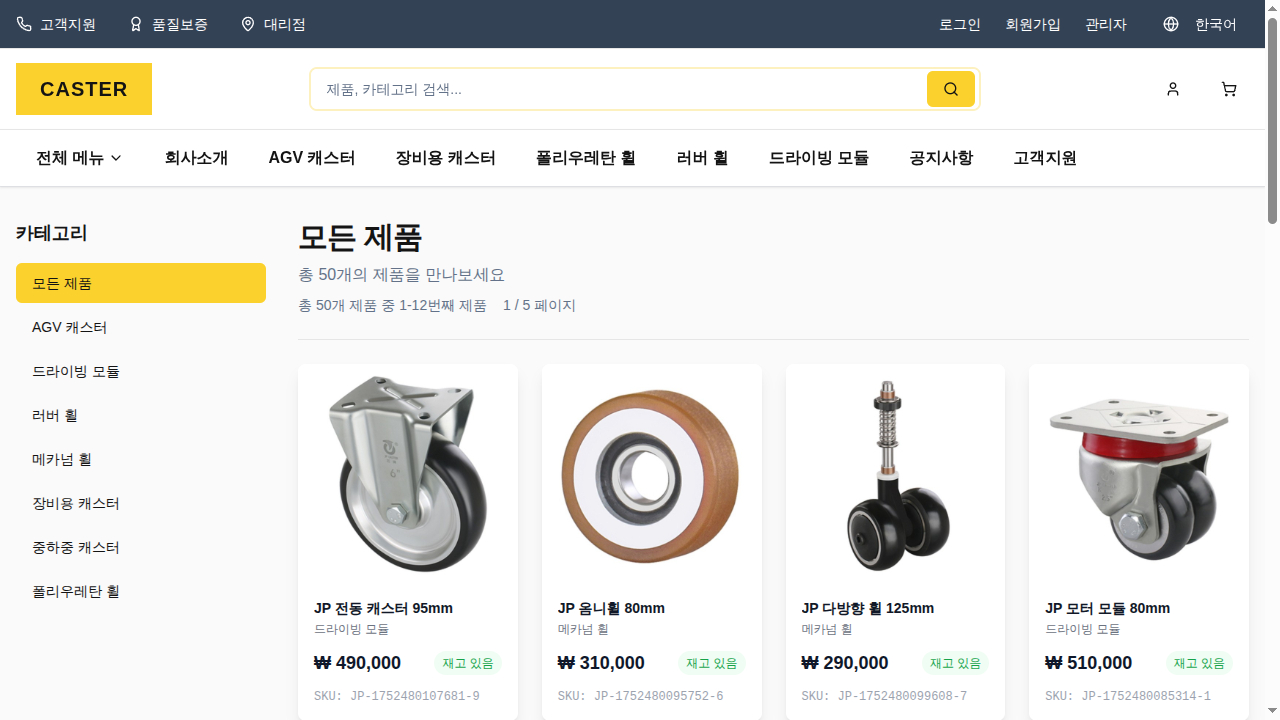 고객지원 품질보증 대리점 로그인 회원가입 관리자 한국어
CASTER 제품, 카테고리 검색...
전체 메뉴 회사소개 AGV 캐스터 장비용 캐스터 폴리우레탄 휠 러버 휠 드라이빙 모듈 공지사항 고객지원
카테고리
모든 제품
AGV 캐스터
드라이빙 모듈
러버 휠
메카넘 휠
장비용 캐스터
중하중 캐스터
폴리우레탄 휠
모든 제품
총 50개의 제품을 만나보세요
총 50개 제품 중 1-12번째 제품 1 / 5 페이지
JP 전동 캐스터 95mm
드라이빙 모듈
₩ 490,000 재고 있음
SKU: JP-1752480107681-9
JP 옴니휠 80mm
메카넘 휠
₩ 310,000 재고 있음
SKU: JP-1752480095752-6
JP 다방향 휠 125mm
메카넘 휠
₩ 290,000 재고 있음
SKU: JP-1752480099608-7
JP 모터 모듈 80mm
드라이빙 모듈
₩ 510,000 재고 있음
SKU: JP-1752480085314-1